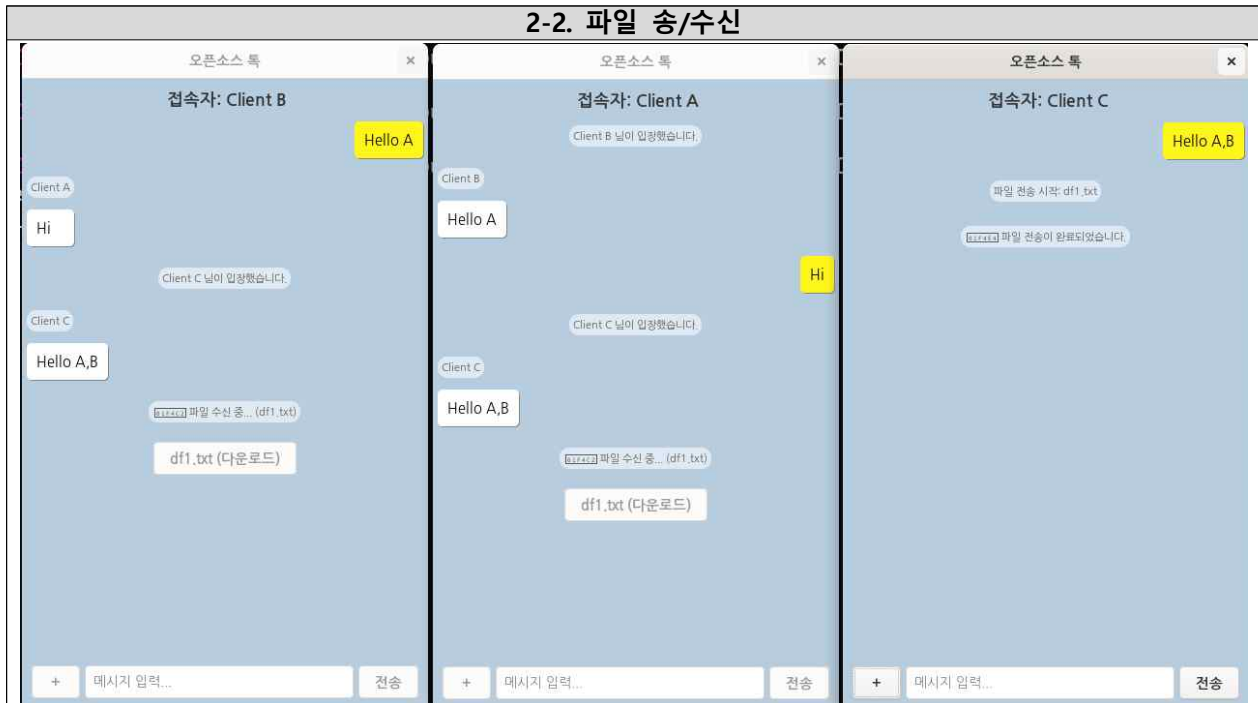 2-2. 파일 송/수신
오픈소스 톡 ×
접속자: Client B
Hello A
Client A
Hi
Client C 님이 입장했습니다.
Client C
Hello A,B
파일 수신 중... (df1.txt)
df1.txt (다운로드)
+ 메시지 입력... 전송
오픈소스 톡 ×
접속자: Client A
Client B 님이 입장했습니다.
Client B
Hello A
Hi
Client C 님이 입장했습니다.
Client C
Hello A,B
파일 수신 중... (df1.txt)
df1.txt (다운로드)
+ 메시지 입력... 전송
오픈소스 톡 ×
접속자: Client C
Hello A,B
파일 전송 시작: df1.txt
파일 전송이 완료되었습니다.
+ 메시지 입력... 전송